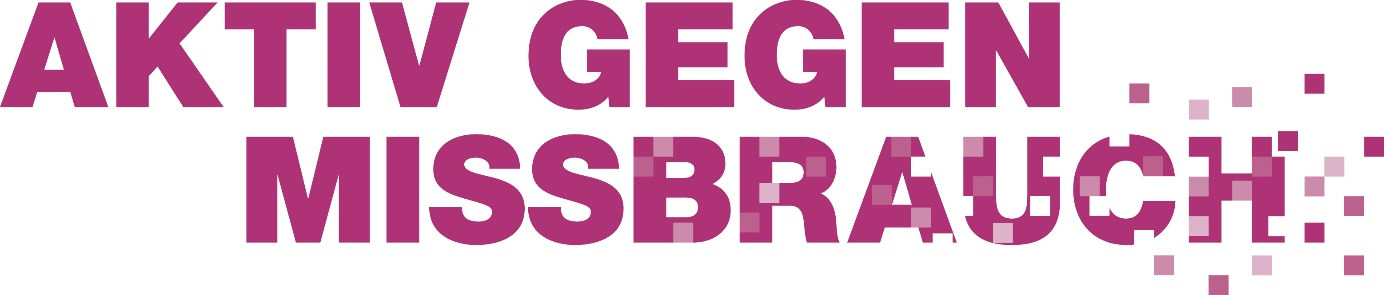 AKTIV GEGEN
MISSBRAUCH